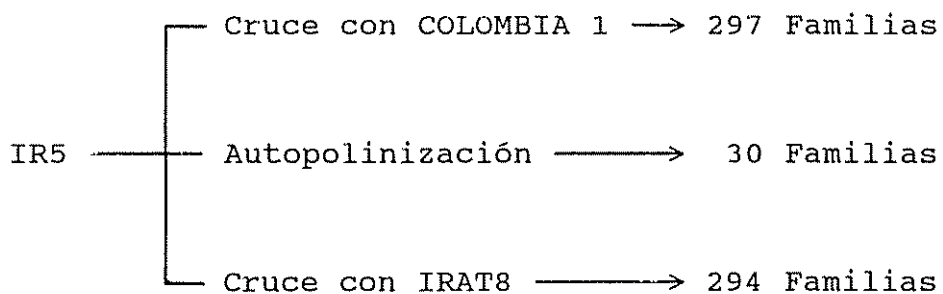 Cruce con COLOMBIA 1 → 297 Familias
IR5 Autopolinización → 30 Familias
Cruce con IRAT8 → 294 Familias